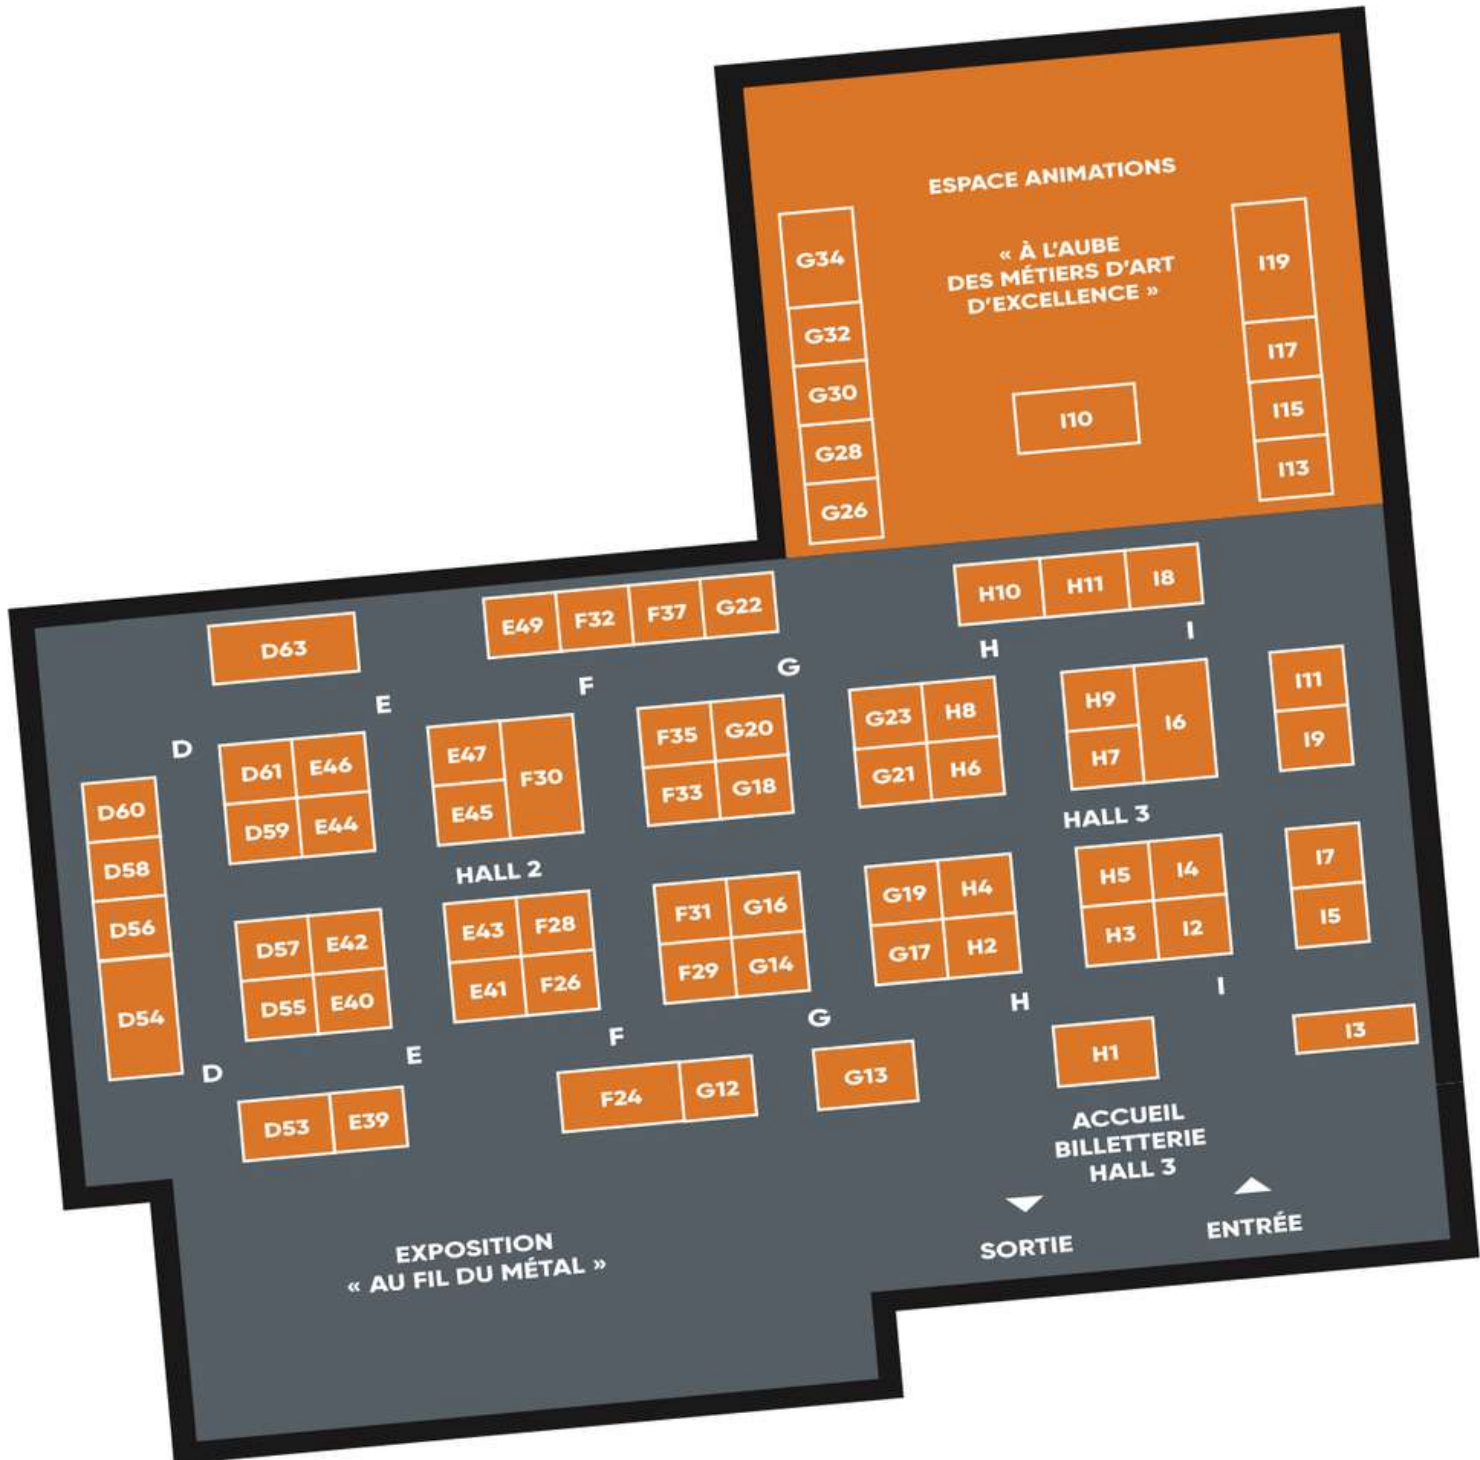 ESPACE ANIMATIONS
« À L'AUBE
DES MÉTIERS D'ART
D'EXCELLENCE »
G34
G32
G30
G28
G26
I19
I17
I15
I13
I10
H10 H11 I8
E49 F32 F37 G22
D63
D E F G H I
D61 E46
D59 E44
E47 F30
E45
F35 G20
F33 G18
G23 H8
G21 H6
H9 I6
H7
I11
I9
D60
D58
D56
D54
HALL 2
HALL 3
D57 E42
D55 E40
E43 F28
E41 F26
F31 G16
F29 G14
G19 H4
G17 H2
H5 I4
H3 I2
I7
I5
D E F G H I
D53 E39
F24 G12
G13
H1
I3
ACCUEIL
BILLETTERIE
HALL 3
SORTIE
ENTRÉE
EXPOSITION
« AU FIL DU MÉTAL »